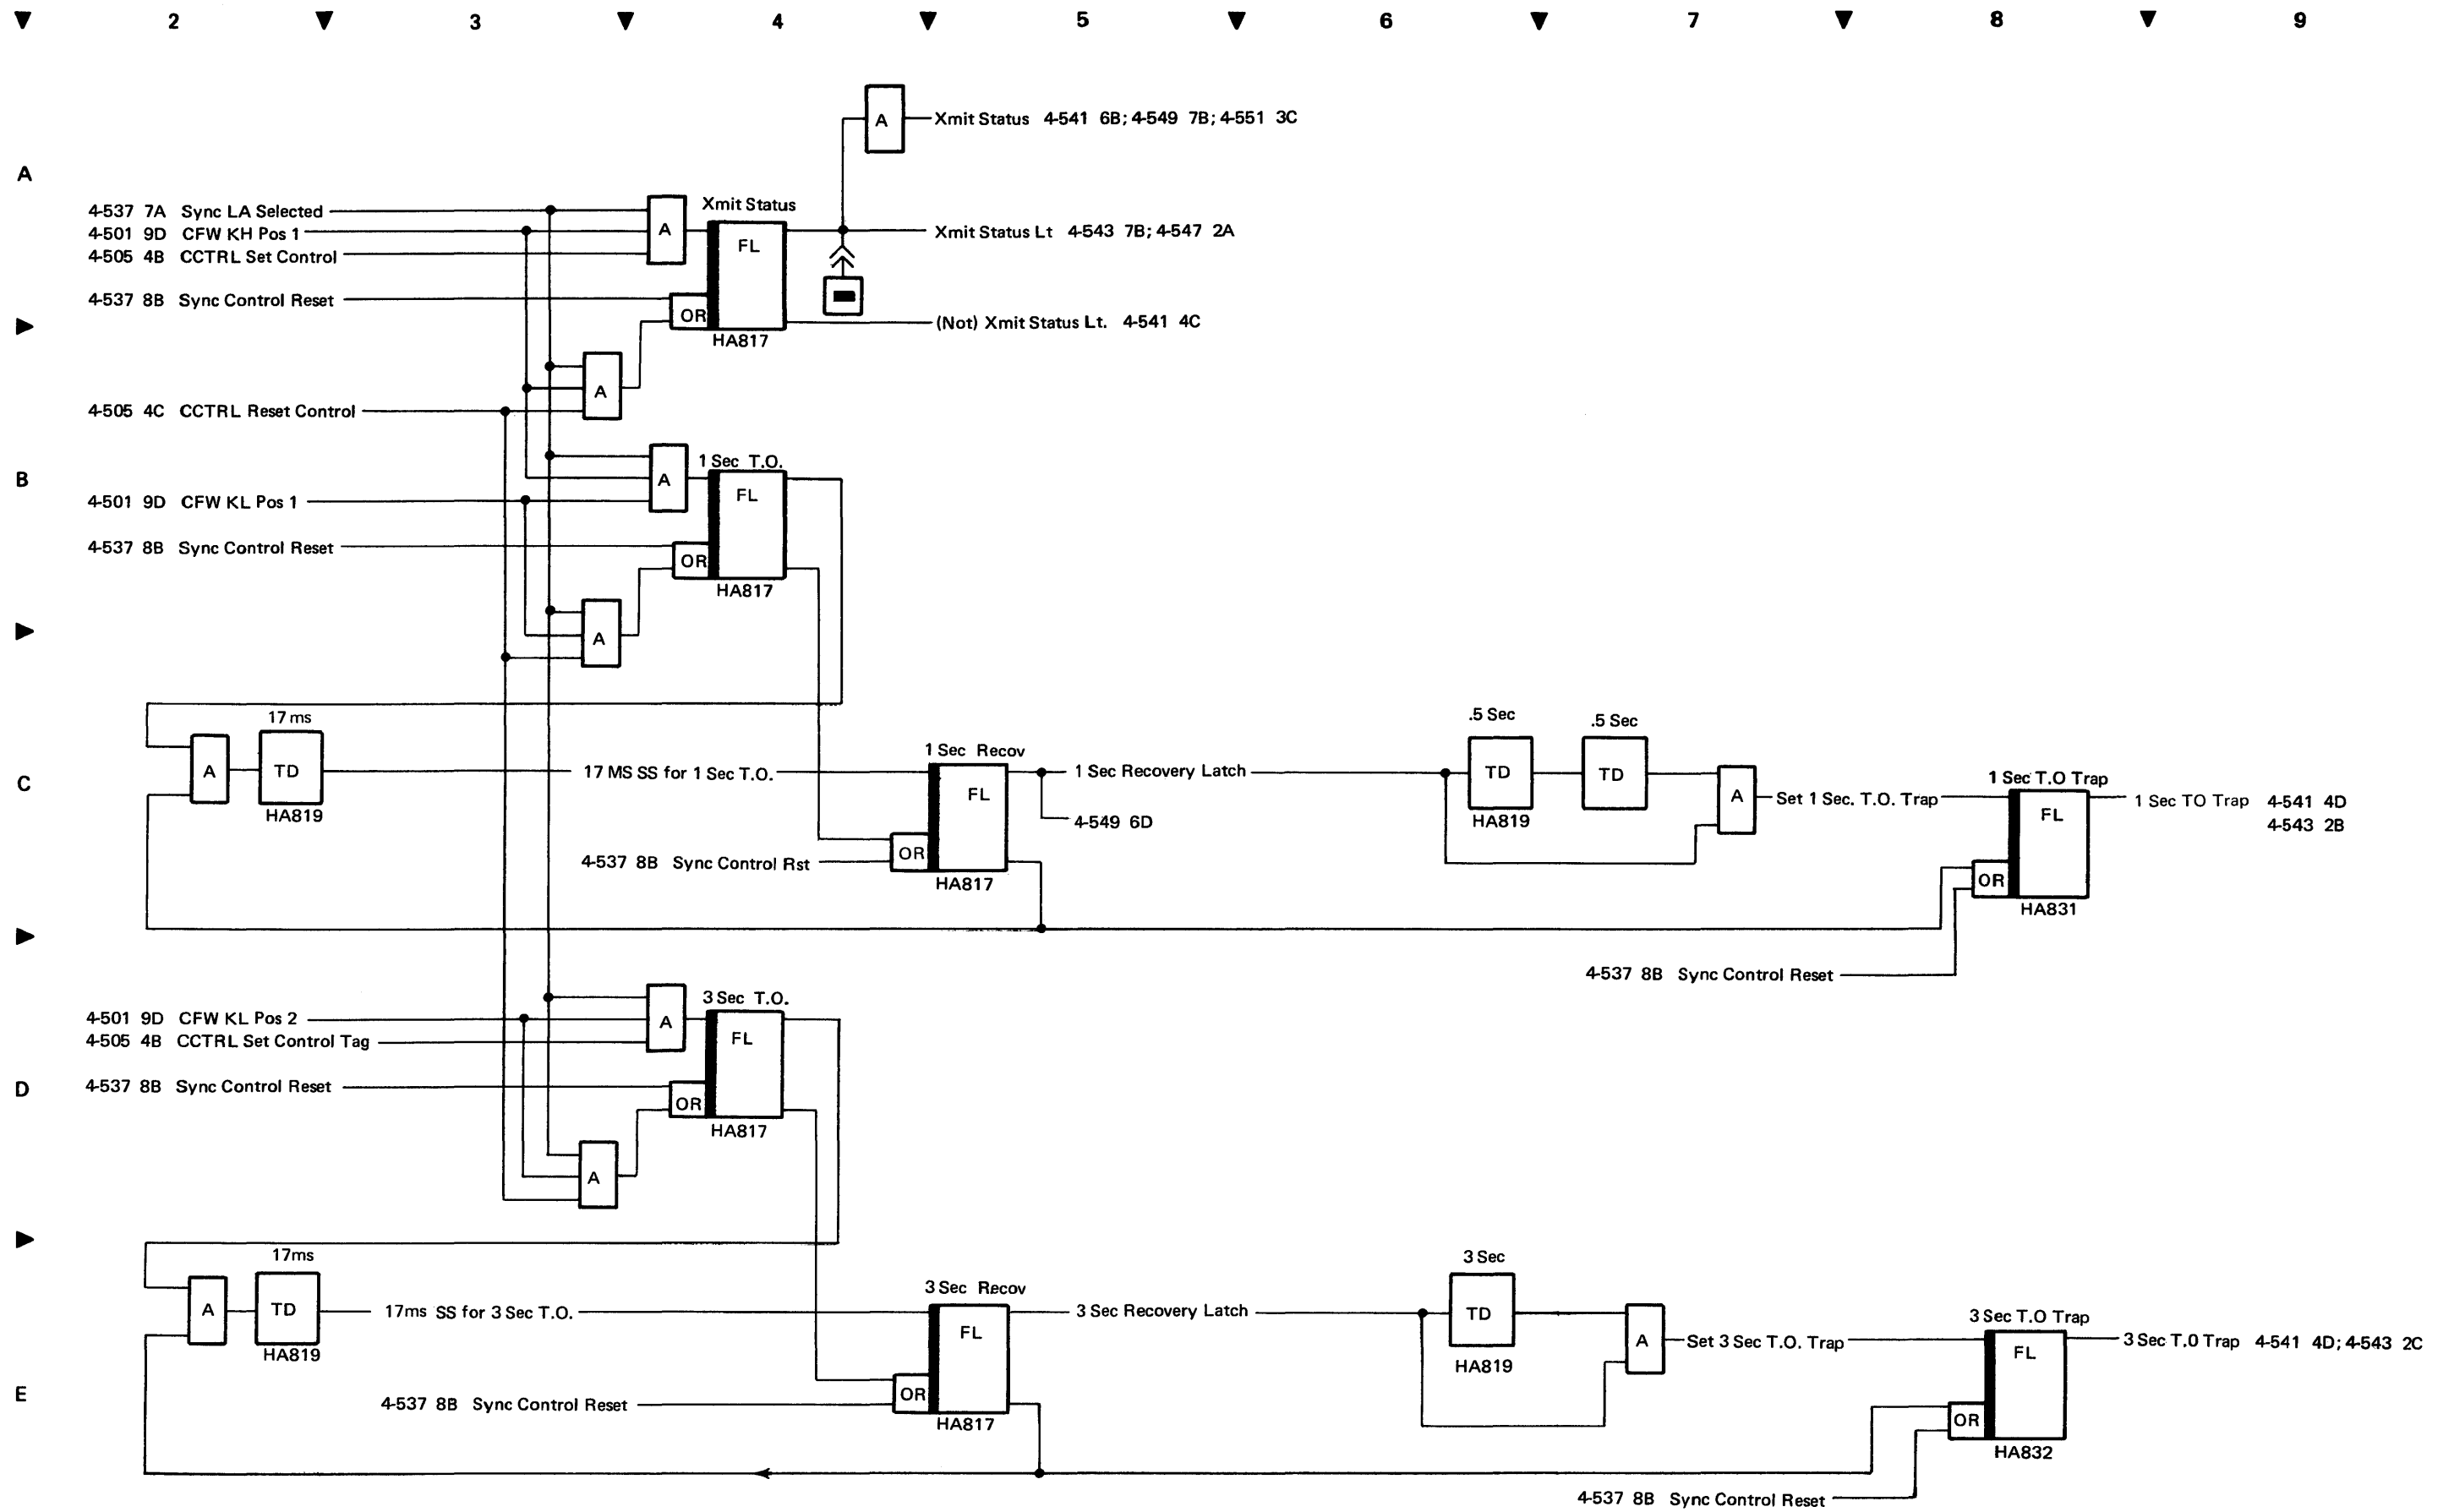 2 3 4 5 6 7 8 9
A
Xmit Status 4-541 6B; 4-549 7B; 4-551 3C
A
4-537 7A Sync LA Selected
4-501 9D CFW KH Pos 1
4-505 4B CCTRL Set Control
A
Xmit Status
FL
Xmit Status Lt 4-543 7B; 4-547 2A
4-537 8B Sync Control Reset
OR
HA817
(Not) Xmit Status Lt. 4-541 4C
A
4-505 4C CCTRL Reset Control
B
A
1 Sec T.O.
FL
4-501 9D CFW KL Pos 1
4-537 8B Sync Control Reset
OR
HA817
A
C
17 ms
A
TD
HA819
17 MS SS for 1 Sec T.O.
1 Sec Recov
FL
1 Sec Recovery Latch
4-549 6D
4-537 8B Sync Control Rst
OR
HA817
.5 Sec
TD
HA819
.5 Sec
TD
A
Set 1 Sec. T.O. Trap
1 Sec T.O Trap
FL
OR
HA831
1 Sec TO Trap 4-541 4D
4-543 2B
4-537 8B Sync Control Reset
D
4-501 9D CFW KL Pos 2
4-505 4B CCTRL Set Control Tag
A
3 Sec T.O.
FL
4-537 8B Sync Control Reset
OR
HA817
A
E
17ms
A
TD
HA819
17ms SS for 3 Sec T.O.
3 Sec Recov
FL
3 Sec Recovery Latch
4-537 8B Sync Control Reset
OR
HA817
3 Sec
TD
HA819
A
Set 3 Sec T.O. Trap
3 Sec T.O Trap
FL
OR
HA832
3 Sec T.O Trap 4-541 4D; 4-543 2C
4-537 8B Sync Control Reset